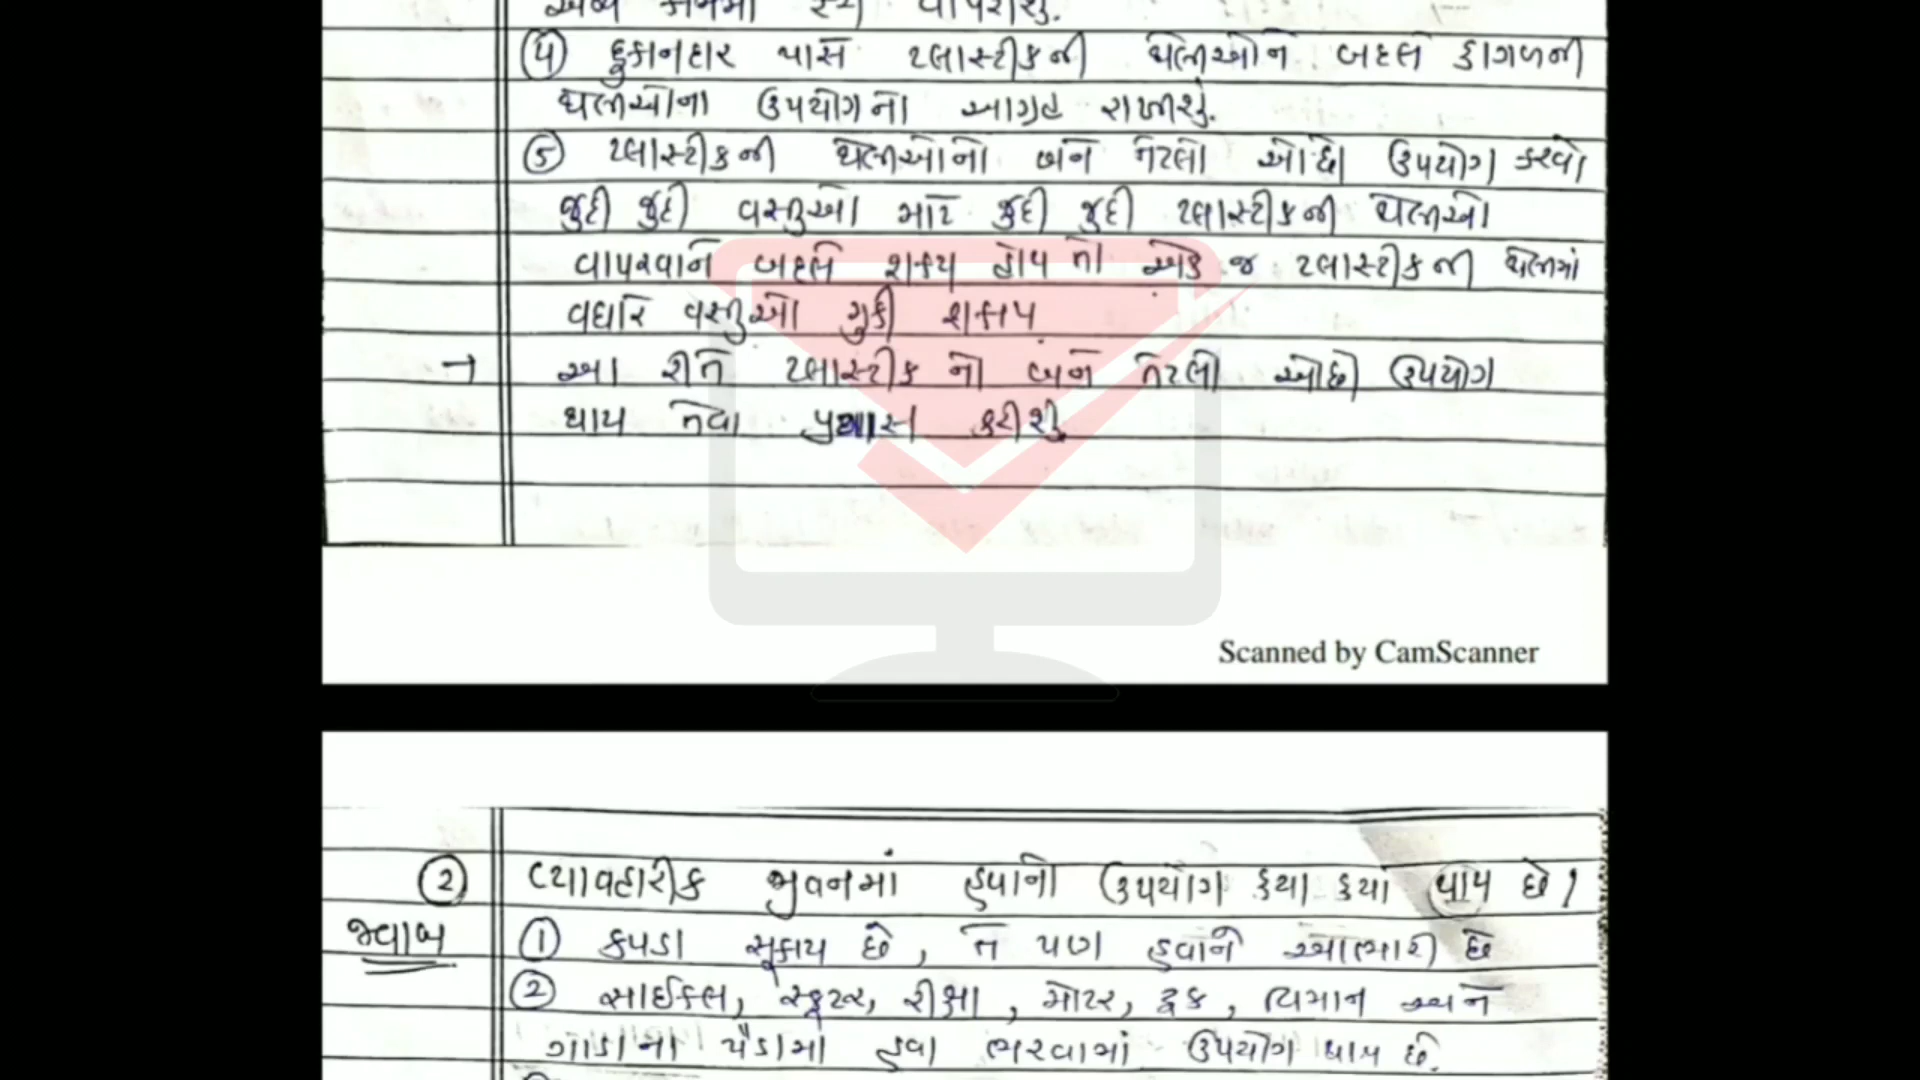 વાપરીશું.
④ દુકાનદાર પાસે પ્લાસ્ટીકની થેલીઓને બદલે કાગળની
થેલીઓના ઉપયોગનો આગ્રહ રાખીશું.
⑤ પ્લાસ્ટીકની થેલીઓનો બને તેટલો ઓછો ઉપયોગ કરવો
જુદી જુદી વસ્તુઓ માટે જુદી જુદી પ્લાસ્ટીકની થેલીઓ
વાપરવાને બદલે શક્ય હોય તો એક જ પ્લાસ્ટીકની થેલીમાં
વધારે વસ્તુઓ મુકી શકાય
→ આ રીતે પ્લાસ્ટીક નો બને તેટલો ઓછો ઉપયોગ
થાય તેવા પ્રયાસ કરીશું
Scanned by CamScanner
② વ્યાવહારીક જીવનમાં હવાનો ઉપયોગ કયા કયા થાય છે?
જવાબ ① કપડા સૂકાય છે, તે પણ હવાને આભારી છે
② સાઈકલ, સ્કૂટર, રીક્ષા, મોટર, ટ્રક, વિમાન અને
ગાડાના પૈડામાં હવા ભરવામાં ઉપયોગ થાય છે.